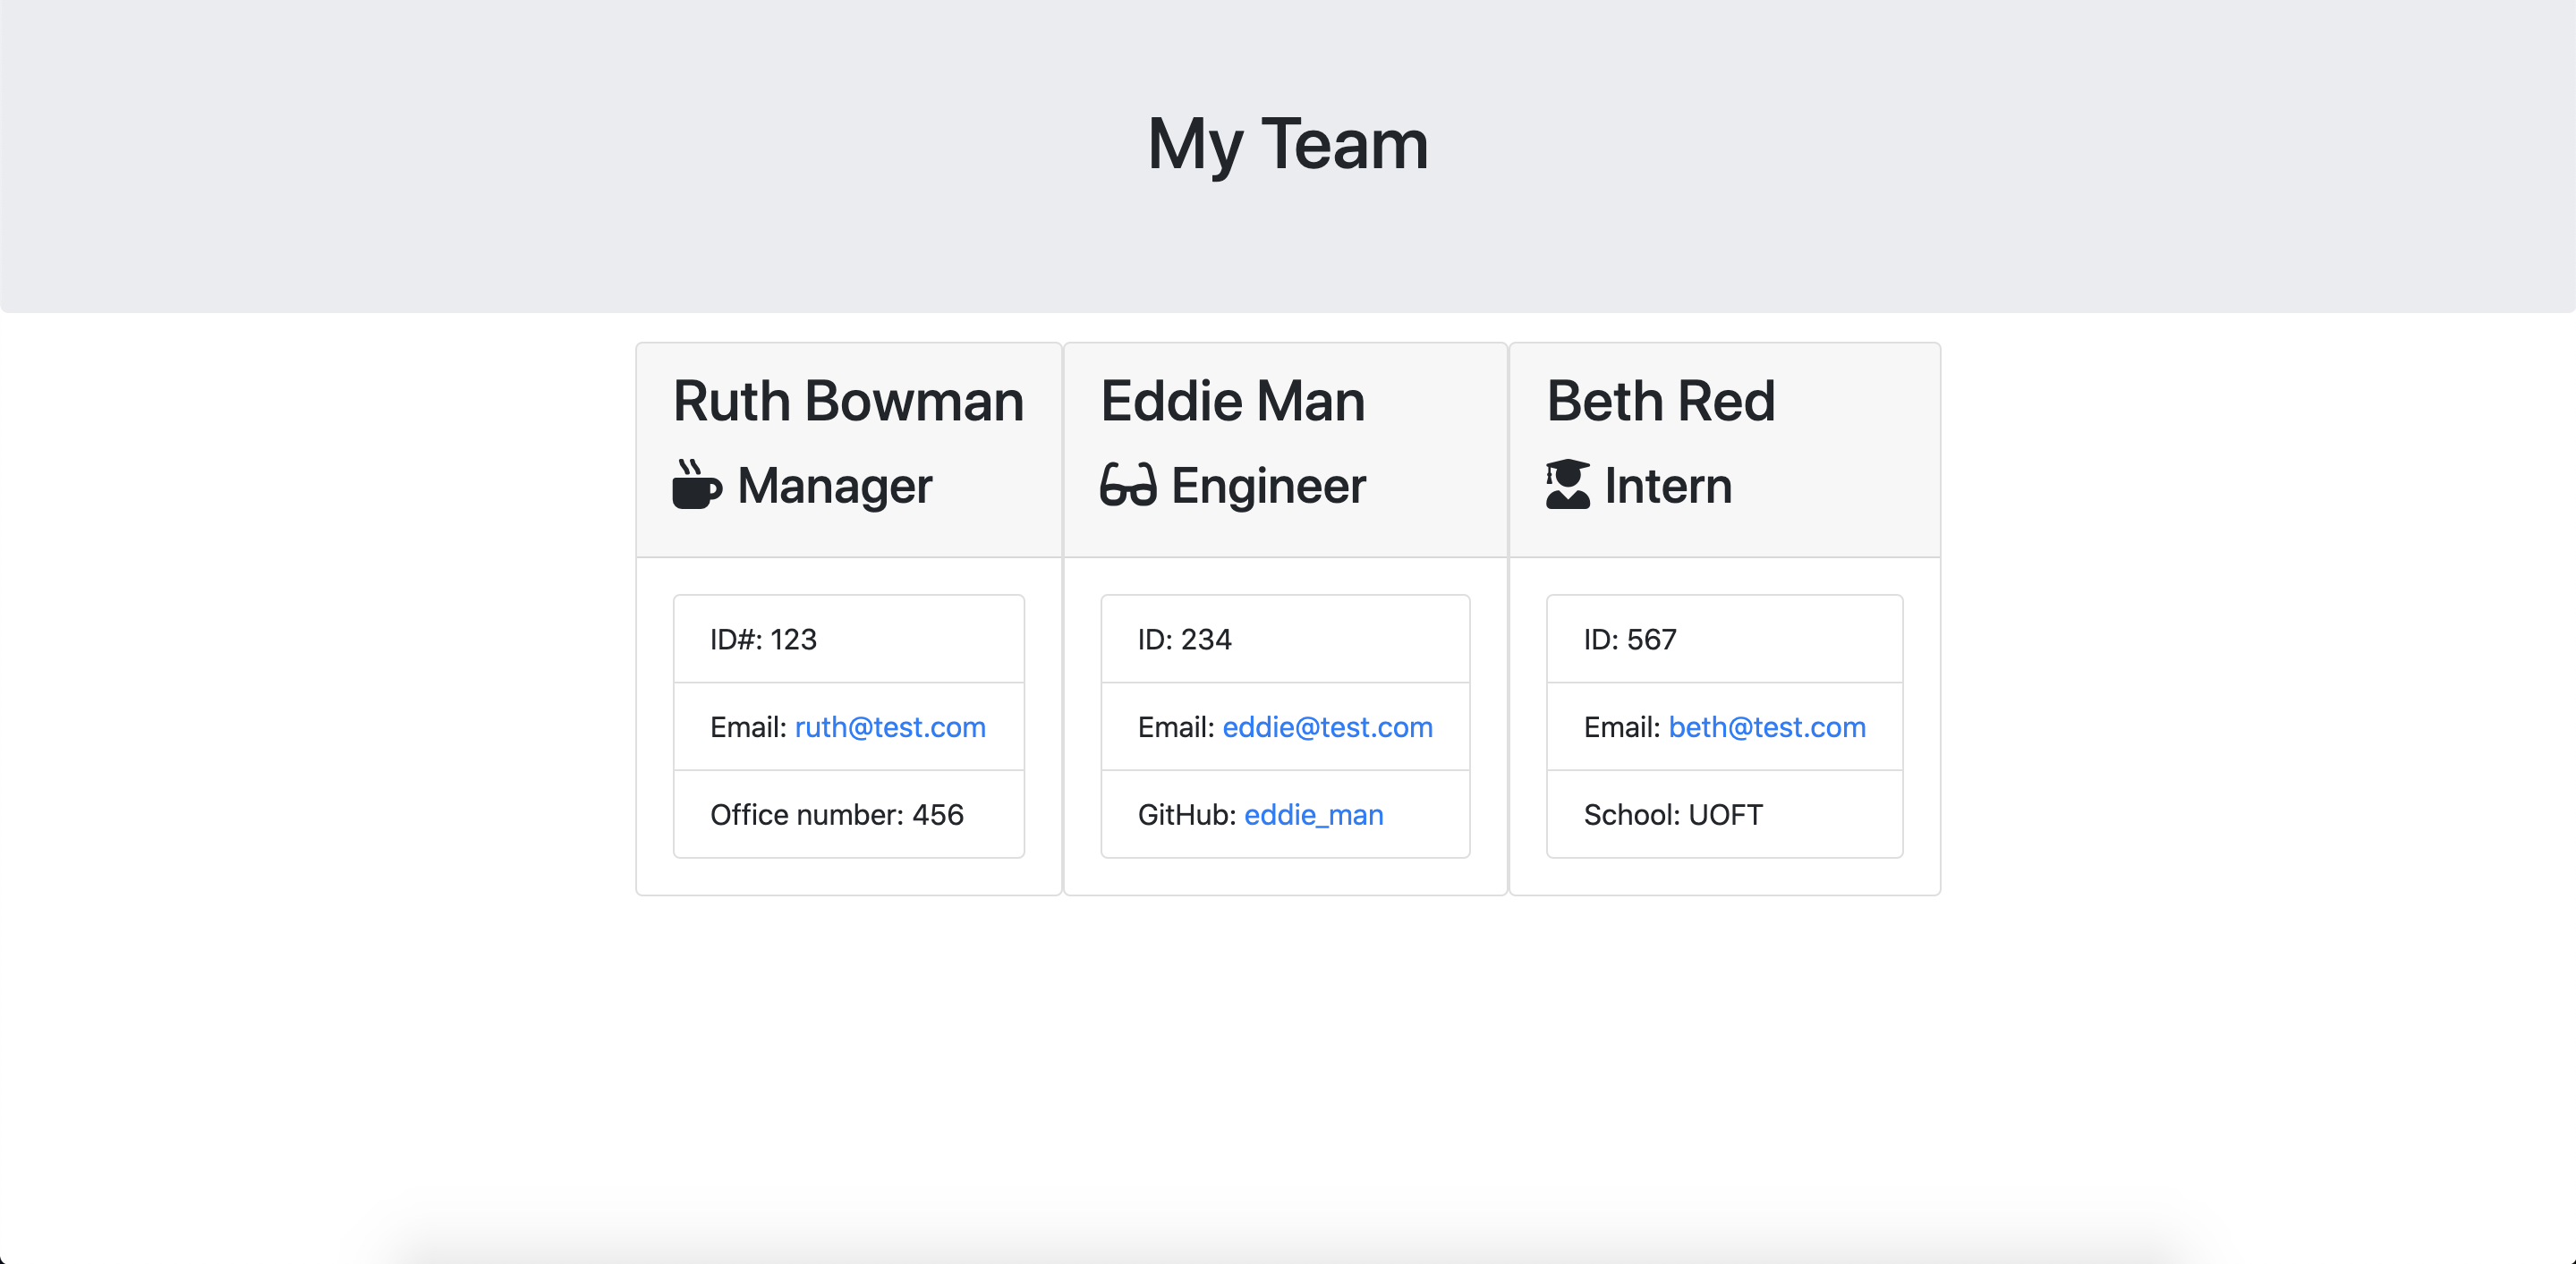 My Team
Ruth Bowman
Manager
ID#: 123
Email: ruth@test.com
Office number: 456
Eddie Man
Engineer
ID: 234
Email: eddie@test.com
GitHub: eddie_man
Beth Red
Intern
ID: 567
Email: beth@test.com
School: UOFT